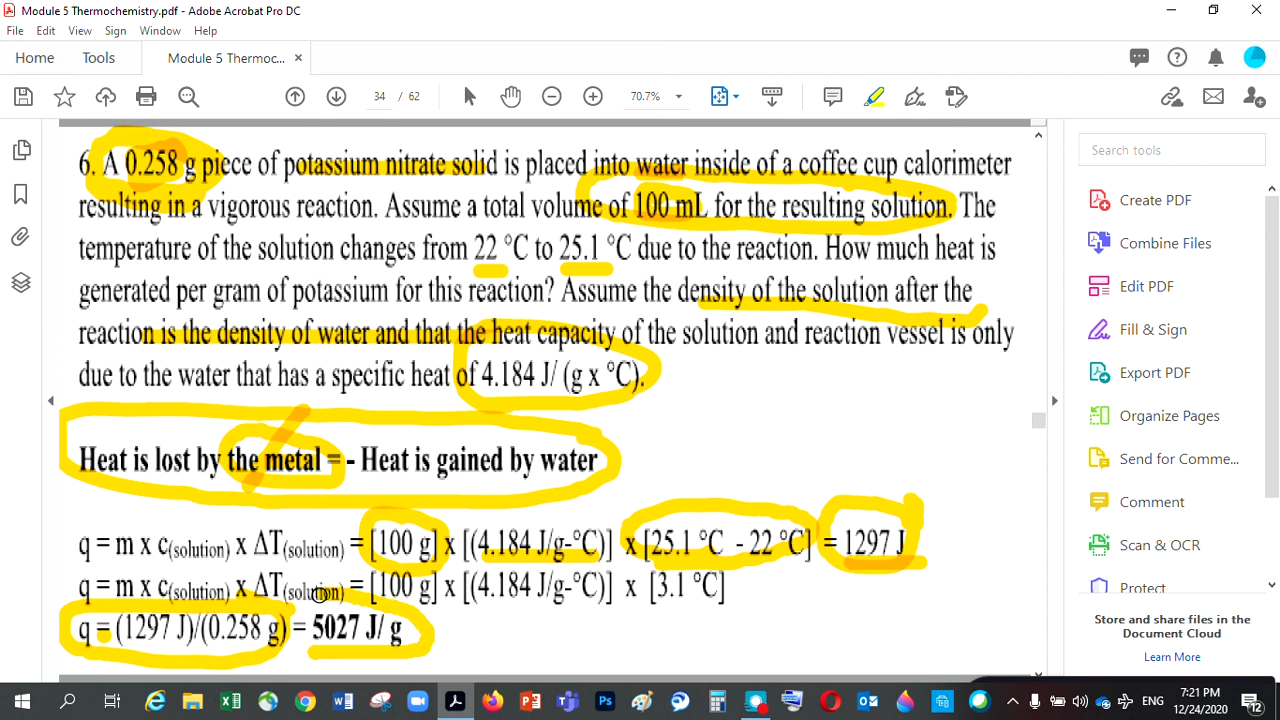 Module 5 Thermochemistry.pdf - Adobe Acrobat Pro DC
File Edit View Sign Window Help
Home Tools Module 5 Thermoc... ×
34 / 62 70.7%
6. A 0.258 g piece of potassium nitrate solid is placed into water inside of a coffee cup calorimeter
resulting in a vigorous reaction. Assume a total volume of 100 mL for the resulting solution. The
temperature of the solution changes from 22 °C to 25.1 °C due to the reaction. How much heat is
generated per gram of potassium for this reaction? Assume the density of the solution after the
reaction is the density of water and that the heat capacity of the solution and reaction vessel is only
due to the water that has a specific heat of 4.184 J/ (g x °C).
Heat is lost by the metal = - Heat is gained by water
q = m x c(solution) x ΔT(solution) = [100 g] x [(4.184 J/g-°C)] x [25.1 °C - 22 °C] = 1297 J
q = m x c(solution) x ΔT(solution) = [100 g] x [(4.184 J/g-°C)] x [3.1 °C]
q = (1297 J)/(0.258 g) = 5027 J/ g
Search tools
Create PDF
Combine Files
Edit PDF
Fill & Sign
Export PDF
Organize Pages
Send for Comme...
Comment
Scan & OCR
Protect
Store and share files in the
Document Cloud
Learn More
ENG
7:21 PM
12/24/2020
12